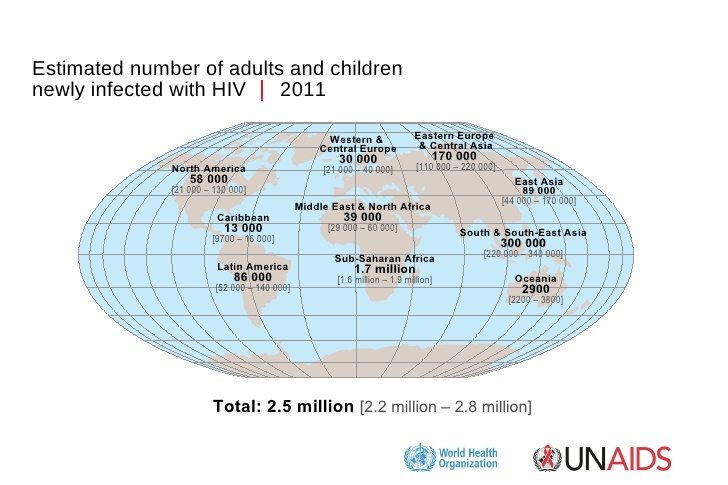 Estimated number of adults and children
newly infected with HIV | 2011
Western &
Central Europe
30 000
[21 000 – 40 000]
Eastern Europe
& Central Asia
170 000
[110 000 – 220 000]
North America
58 000
[21 000 – 130 000]
East Asia
89 000
[44 000 – 170 000]
Middle East & North Africa
39 000
[29 000 – 60 000]
Caribbean
13 000
[9700 – 16 000]
South & South-East Asia
300 000
[220 000 – 340 000]
Sub-Saharan Africa
1.7 million
[1.6 million – 1.9 million]
Latin America
86 000
[52 000 – 140 000]
Oceania
2900
[2200 – 3800]
Total: 2.5 million [2.2 million – 2.8 million]
World Health
Organization
UNAIDS